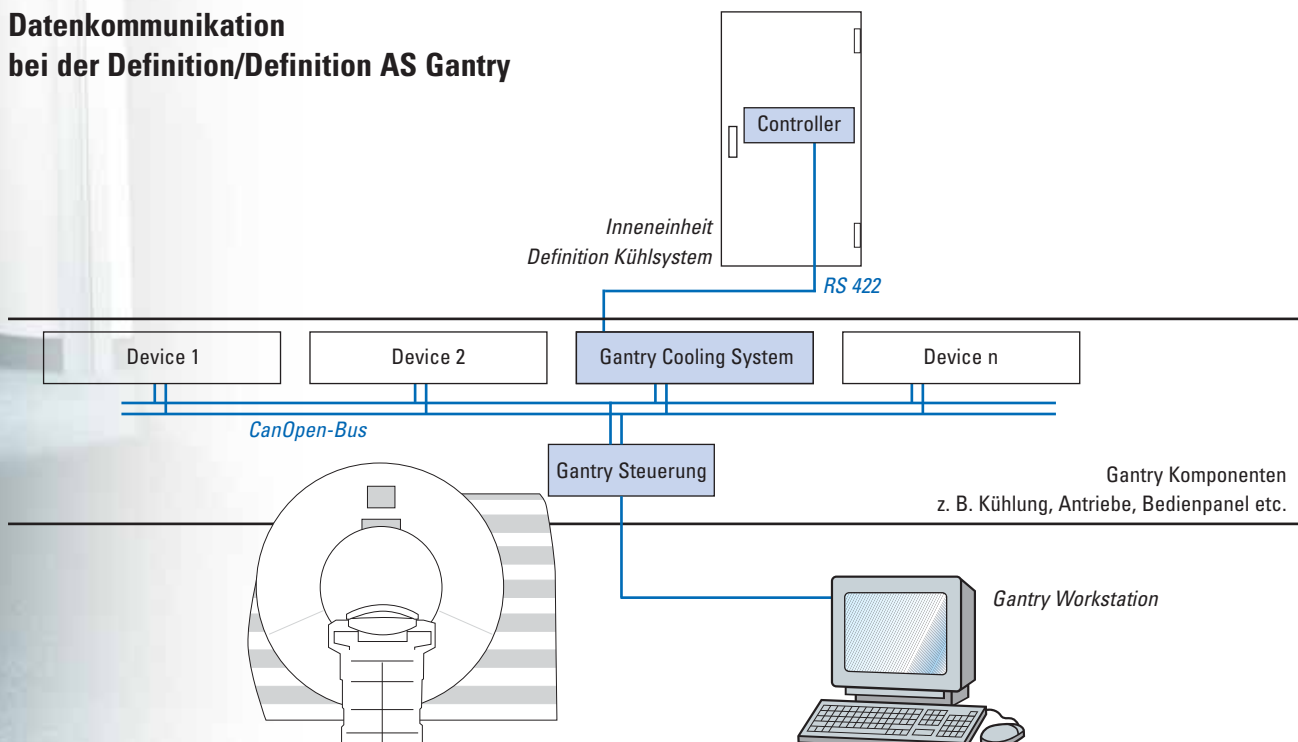 Datenkommunikation
bei der Definition/Definition AS Gantry
Controller
Inneneinheit
Definition Kühlsystem
RS 422
Device 1
Device 2
Gantry Cooling System
Device n
CanOpen-Bus
Gantry Steuerung
Gantry Komponenten
z. B. Kühlung, Antriebe, Bedienpanel etc.
Gantry Workstation